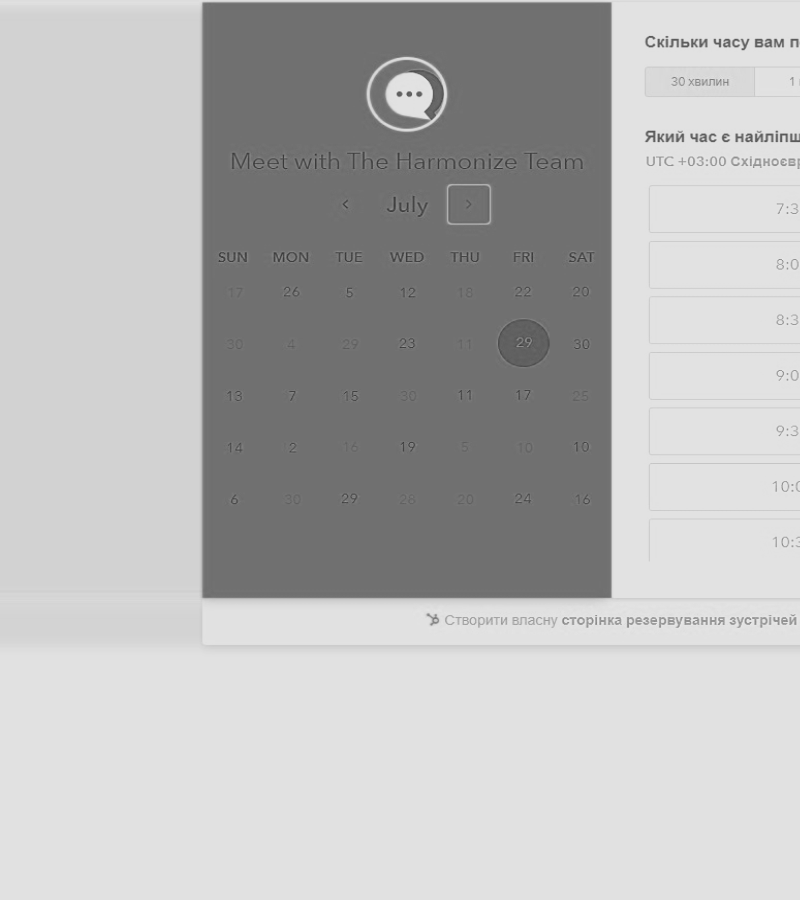 Скільки часу вам
30 хвилин
1
Meet with The Harmonize Team
Який час є
UTC +03:00
July
SUN MON TUE WED THU FRI SAT
17 26 5 12 18 22 20
30 4 29 23 11 29 30
13 7 15 30 11 17 25
14 2 16 19 5 10 10
6 30 29 28 20 24 16
7:3
8:0
8:3
9:0
9:3
10:0
10:3
Створити власну сторінка резервування зустрічей